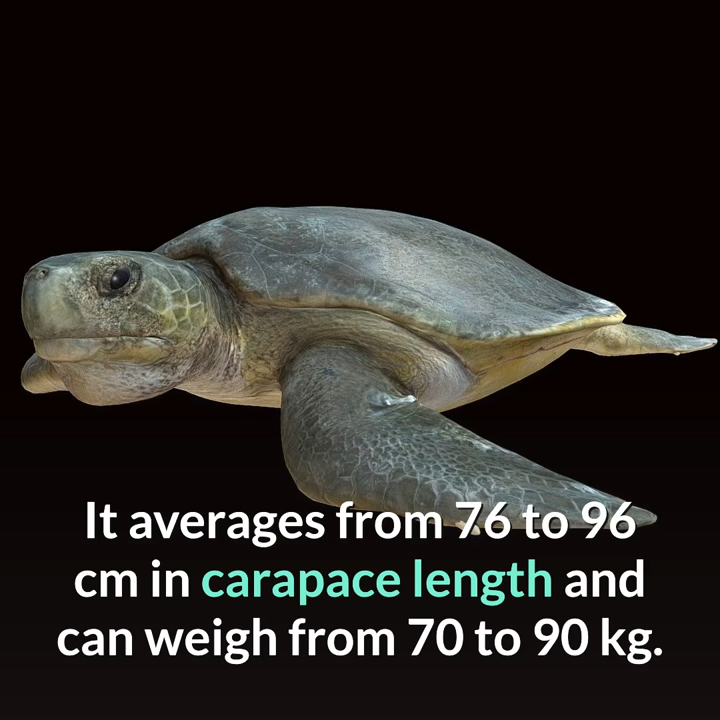 It averages from 76 to 96
cm in carapace length and
can weigh from 70 to 90 kg.